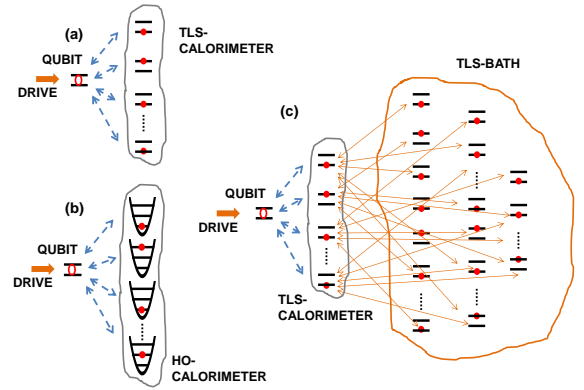 (a)
TLS-
CALORIMETER
QUBIT
DRIVE
(b)
QUBIT
DRIVE
HO-
CALORIMETER
(c)
TLS-BATH
QUBIT
DRIVE
TLS-
CALORIMETER